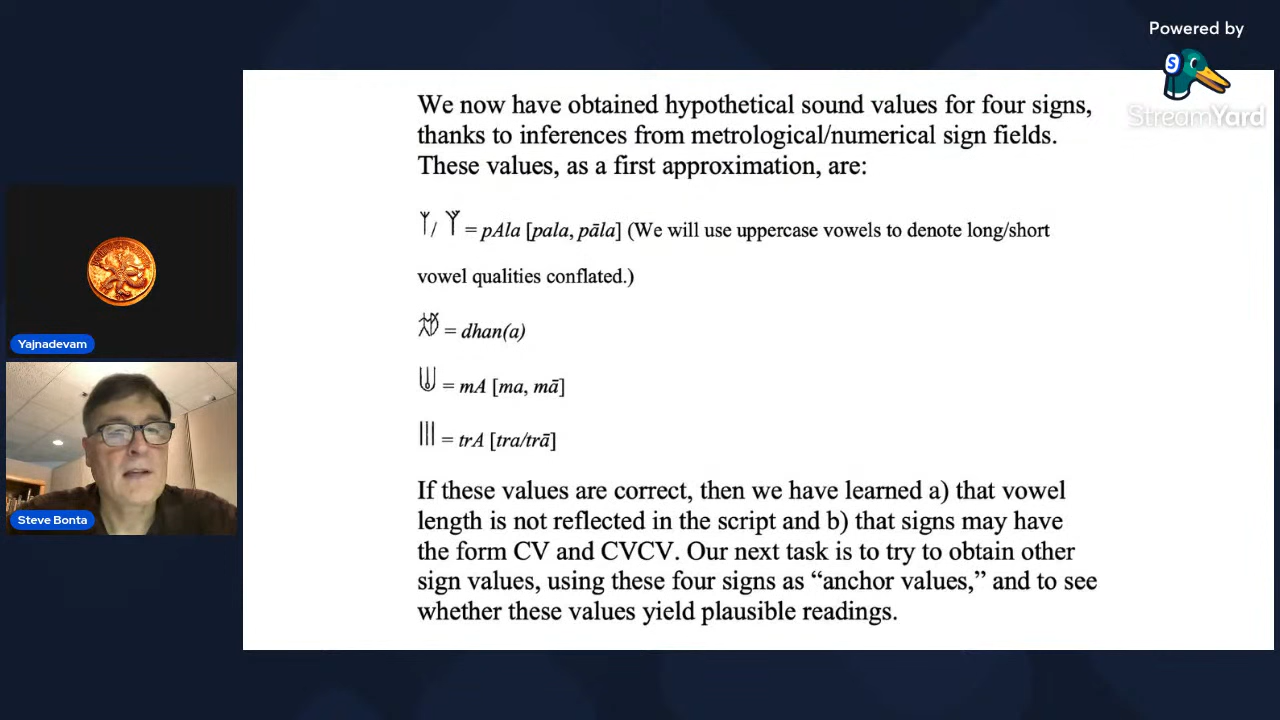 Powered by
S
StreamYard
We now have obtained hypothetical sound values for four signs,
thanks to inferences from metrological/numerical sign fields.
These values, as a first approximation, are:
/ = pAla [pala, pāla] (We will use uppercase vowels to denote long/short
vowel qualities conflated.)
= dhan(a)
= mA [ma, mā]
||| = trA [tra/trā]
If these values are correct, then we have learned a) that vowel
length is not reflected in the script and b) that signs may have
the form CV and CVCV. Our next task is to try to obtain other
sign values, using these four signs as “anchor values,” and to see
whether these values yield plausible readings.
Yajnadevam
Steve Bonta